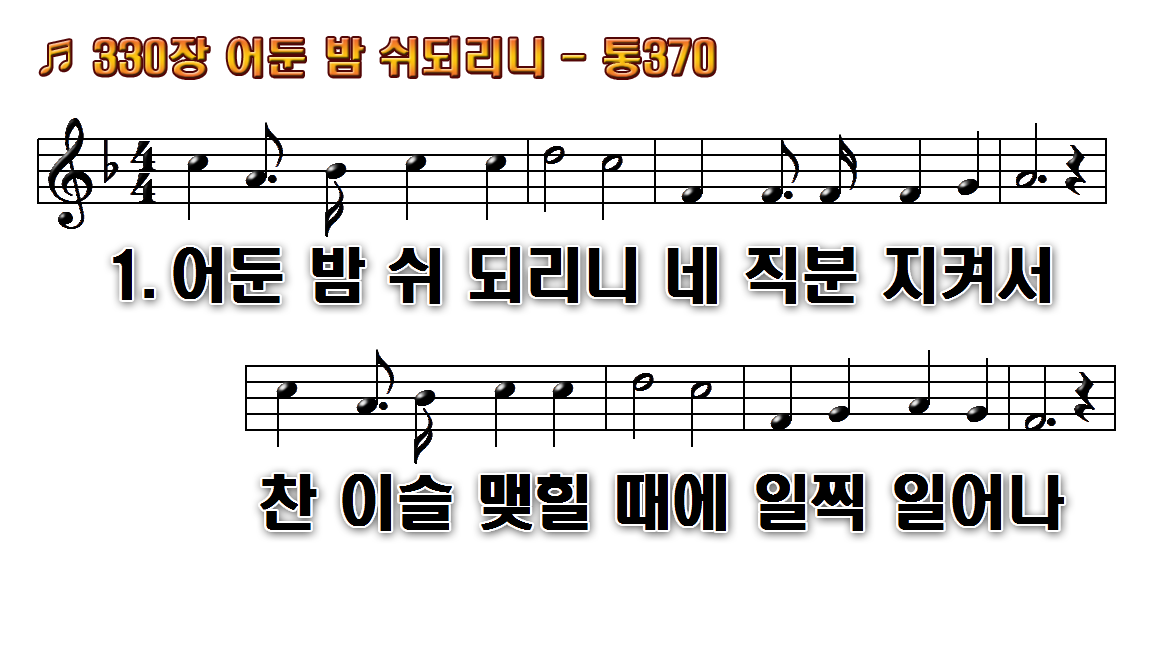 ♬ 330장 어둔 밤 쉬되리니 - 통370
4
4
1. 어둔 밤 쉬 되리니 네 직분 지켜서
찬 이슬 맺힐 때에 일찍 일어나